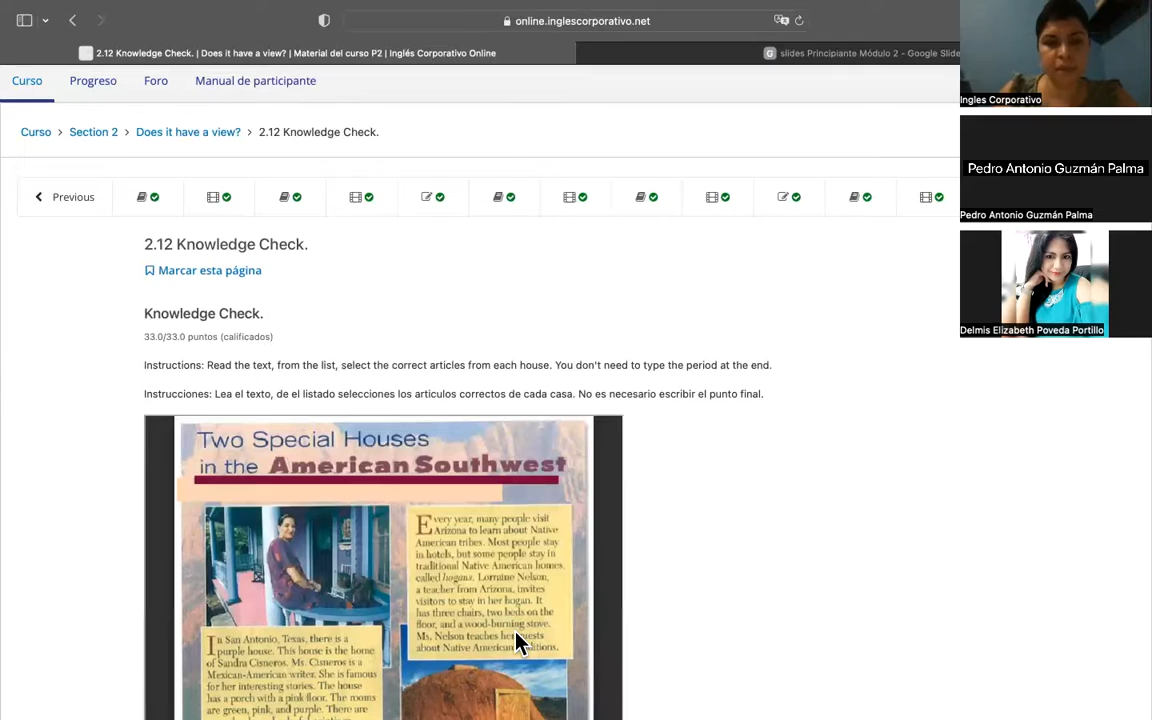 online.inglescorporativo.net
2.12 Knowledge Check. | Does it have a view? | Material del curso P2 | Inglés Corporativo Online
slides Principiante Módulo 2 - Google Slide
Curso
Progreso
Foro
Manual de participante
Curso > Section 2 > Does it have a view? > 2.12 Knowledge Check.
Previous
2.12 Knowledge Check.
Marcar esta página
Knowledge Check.
33.0/33.0 puntos (calificados)
Instructions: Read the text, from the list, select the correct articles from each house. You don't need to type the period at the end.
Instrucciones: Lea el texto, de el listado selecciones los articulos correctos de cada casa. No es necesario escribir el punto final.
Two Special Houses
in the American Southwest
Every year, many people visit
Arizona to learn about Native
American tribes. Most people stay
in hotels, but some people stay in
traditional Native American homes
called hogans. Lorraine Nelson,
a teacher from Arizona, invites
visitors to stay in her hogan. It
has three chairs, two beds on the
floor, and a wood-burning stove.
Ms. Nelson teaches her guests
about Native American traditions.
In San Antonio, Texas, there is a
purple house. This house is the home
of Sandra Cisneros. Ms. Cisneros is a
Mexican-American writer. She is famous
for her interesting stories. The house
has a porch with a pink floor. The rooms
are green, pink, and purple. There are
Ingles Corporativo
Pedro Antonio Guzmán Palma
Pedro Antonio Guzmán Palma
Delmis Elizabeth Poveda Portillo